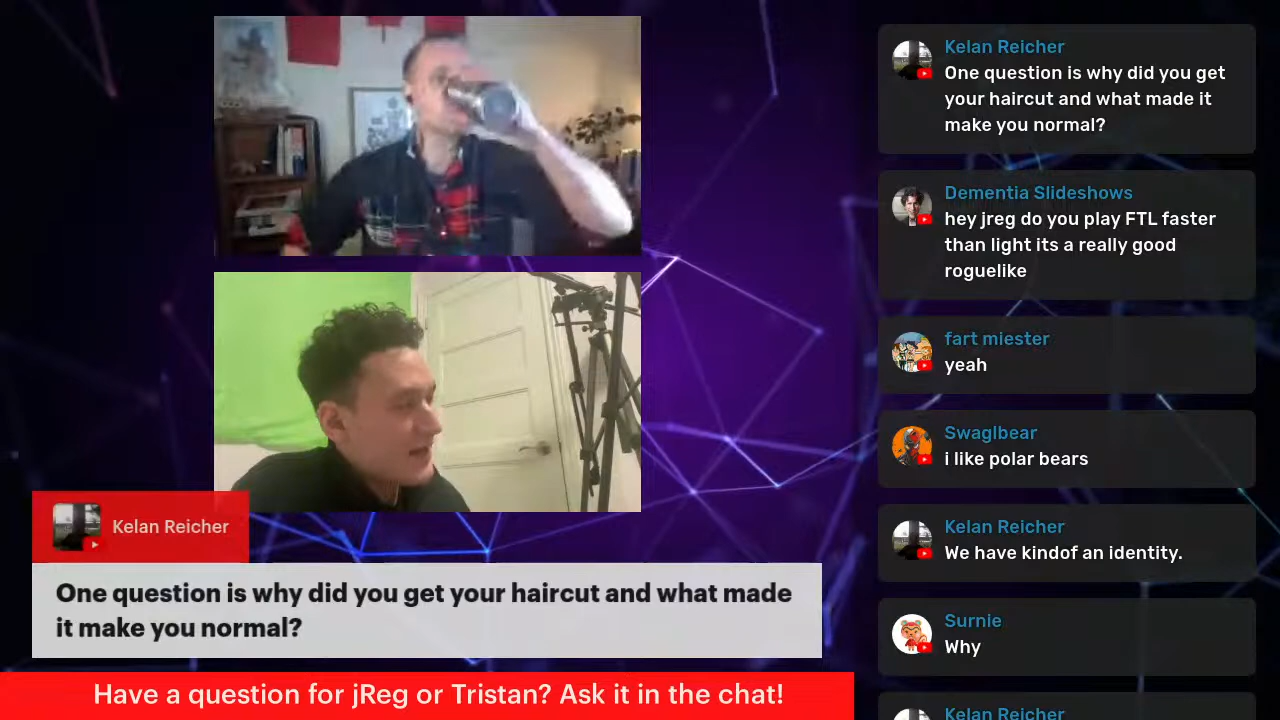 Kelan Reicher
One question is why did you get your haircut and what made
it make you normal?
Have a question for jReg or Tristan? Ask it in the chat!
Kelan Reicher
One question is why did you get
your haircut and what made it
make you normal?
Dementia Slideshows
hey jreg do you play FTL faster
than light its a really good
roguelike
fart miester
yeah
Swaglbear
i like polar bears
Kelan Reicher
We have kindof an identity.
Surnie
Why
Kelan Reicher